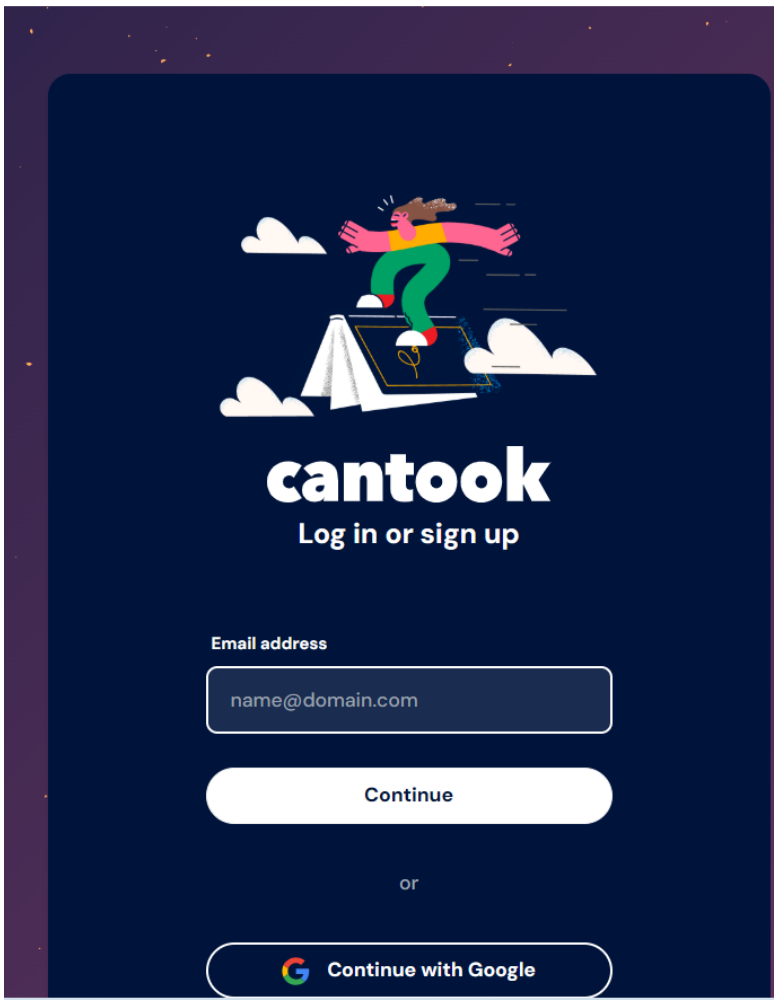 cantook
Log in or sign up
Email address
name@domain.com
Continue
or
Continue with Google